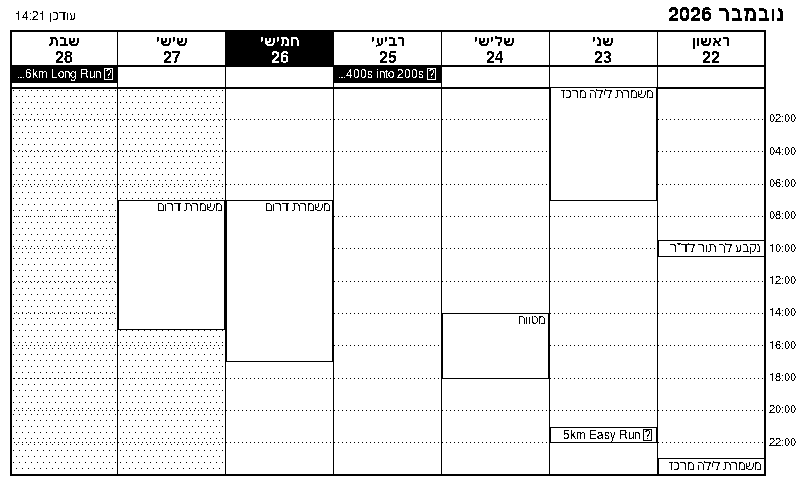 נובמבר 2026
עודכן 14:21
ראשון
22
שני
23
שלישי
24
רביעי
25
חמישי
26
שישי
27
שבת
28
400s into 200s...
6km Long Run...
משמרת לילה מרכז
02:00
04:00
06:00
משמרת דרום
משמרת דרום
08:00
נקבע לך תור לד"ר
10:00
12:00
14:00
מטווח
16:00
18:00
20:00
5km Easy Run
22:00
משמרת לילה מרכז